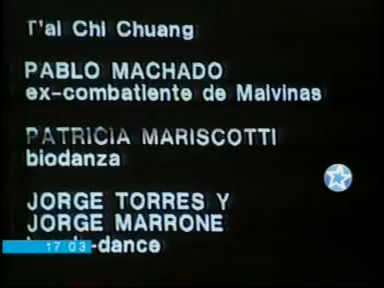 T'ai Chi Chuang
PABLO MACHADO
ex-combatiente de Malvinas
PATRICIA MARISCOTTI
biodanza
JORGE TORRES Y
JORGE MARRONE
-dance
17:03